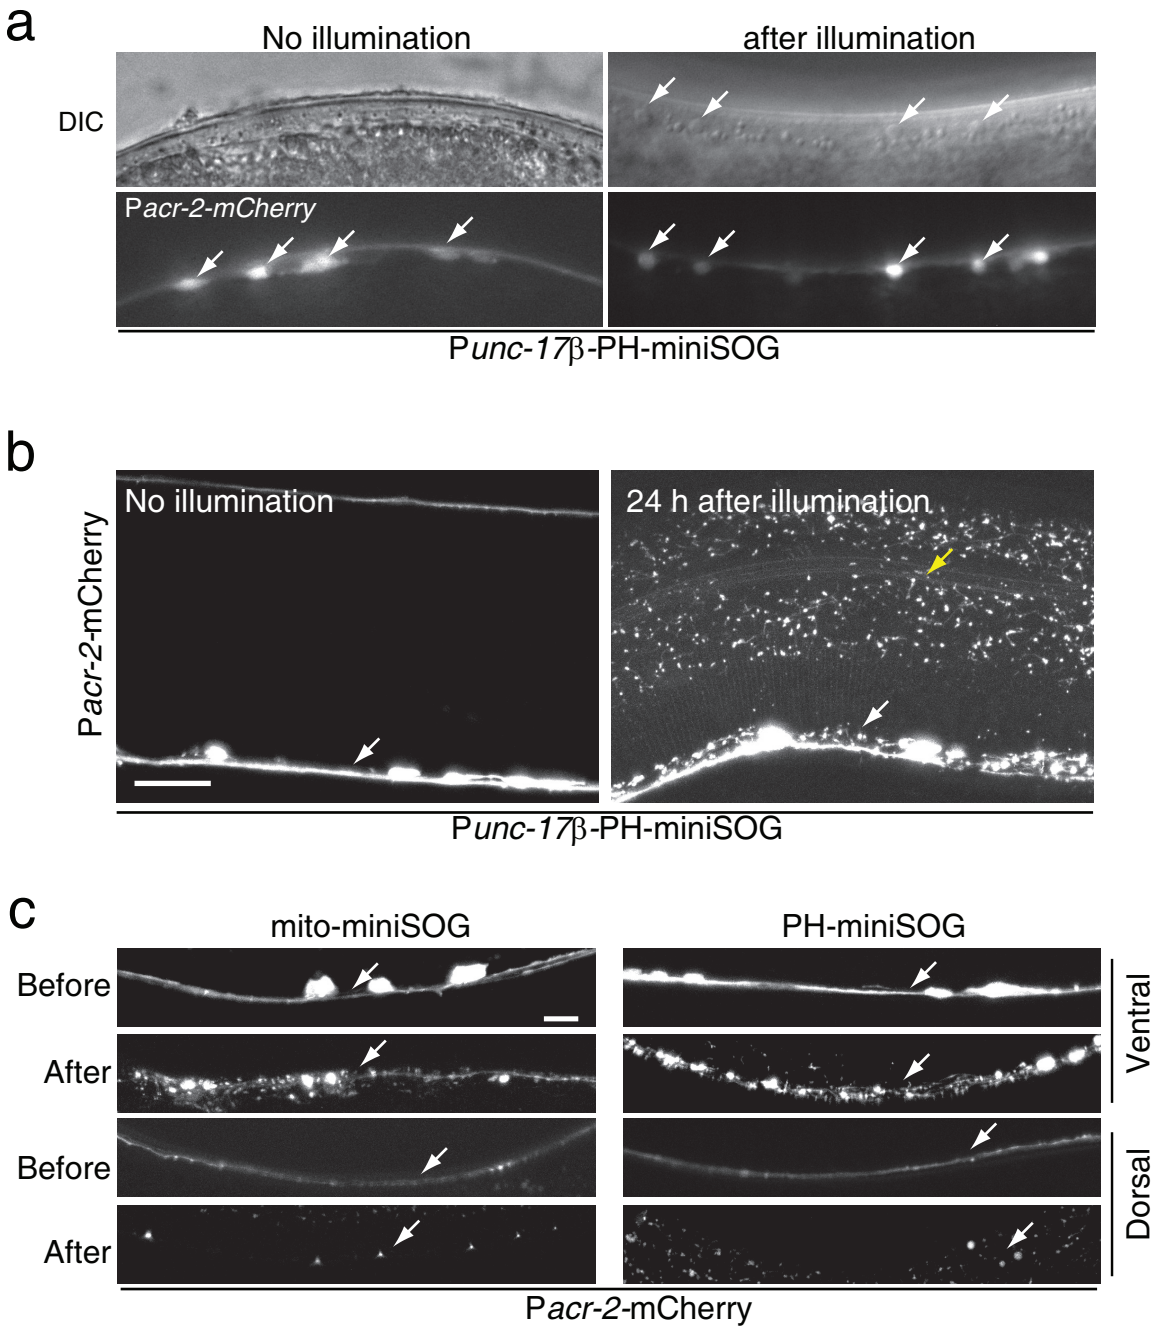 a
No illumination
after illumination
DIC
Pacr-2-mCherry
Punc-17β-PH-miniSOG
b
Pacr-2-mCherry
No illumination
24 h after illumination
Punc-17β-PH-miniSOG
c
mito-miniSOG
PH-miniSOG
Before
After
Ventral
Before
After
Dorsal
Pacr-2-mCherry